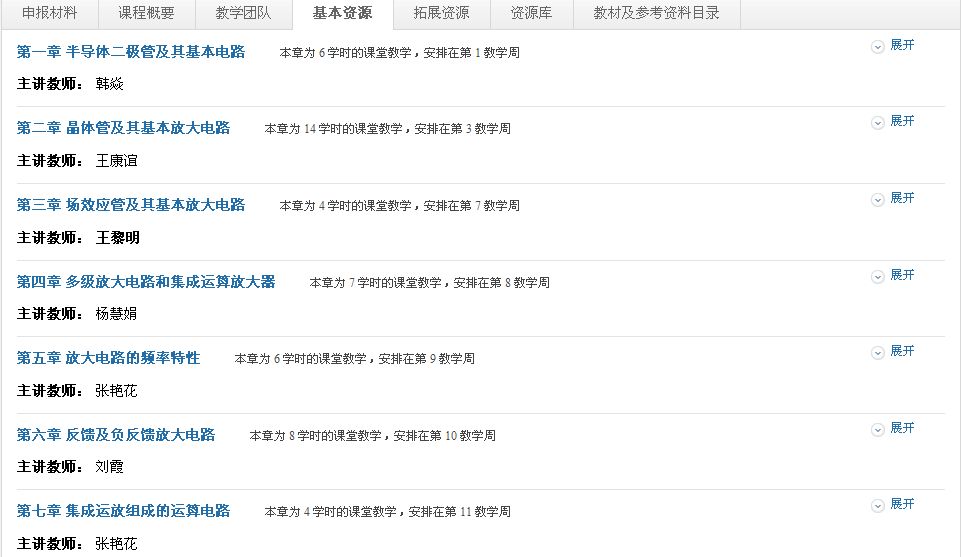 申报材料 课程概要 教学团队 基本资源 拓展资源 资源库 教材及参考资料目录
第一章 半导体二极管及其基本电路 本章为 6 学时的课堂教学，安排在第 1 教学周 展开
主讲教师： 韩焱
第二章 晶体管及其基本放大电路 本章为 14 学时的课堂教学，安排在第 3 教学周 展开
主讲教师： 王康谊
第三章 场效应管及其基本放大电路 本章为 4 学时的课堂教学，安排在第 7 教学周 展开
主讲教师： 王黎明
第四章 多级放大电路和集成运算放大器 本章为 7 学时的课堂教学，安排在第 8 教学周 展开
主讲教师： 杨慧娟
第五章 放大电路的频率特性 本章为 6 学时的课堂教学，安排在第 9 教学周 展开
主讲教师： 张艳花
第六章 反馈及负反馈放大电路 本章为 8 学时的课堂教学，安排在第 10 教学周 展开
主讲教师： 刘霞
第七章 集成运放组成的运算电路 本章为 4 学时的课堂教学，安排在第 11 教学周 展开
主讲教师： 张艳花